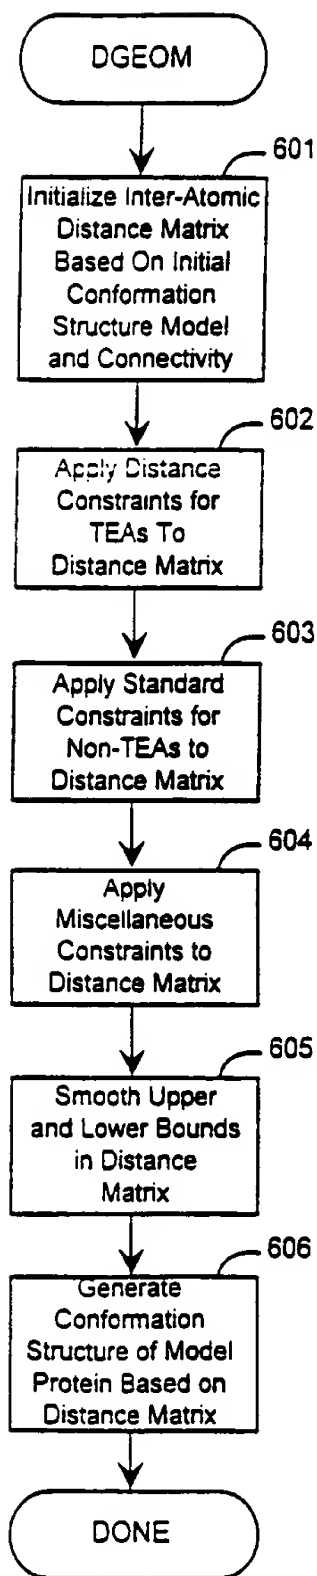 DGEOM
601
Initialize Inter-Atomic
Distance Matrix
Based On Initial
Conformation
Structure Model
and Connectivity
602
Apply Distance
Constraints for
TEAs To
Distance Matrix
603
Apply Standard
Constraints for
Non-TEAs to
Distance Matrix
604
Apply
Miscellaneous
Constraints to
Distance Matrix
605
Smooth Upper
and Lower Bounds
in Distance
Matrix
606
Generate
Conformation
Structure of Model
Protein Based on
Distance Matrix
DONE